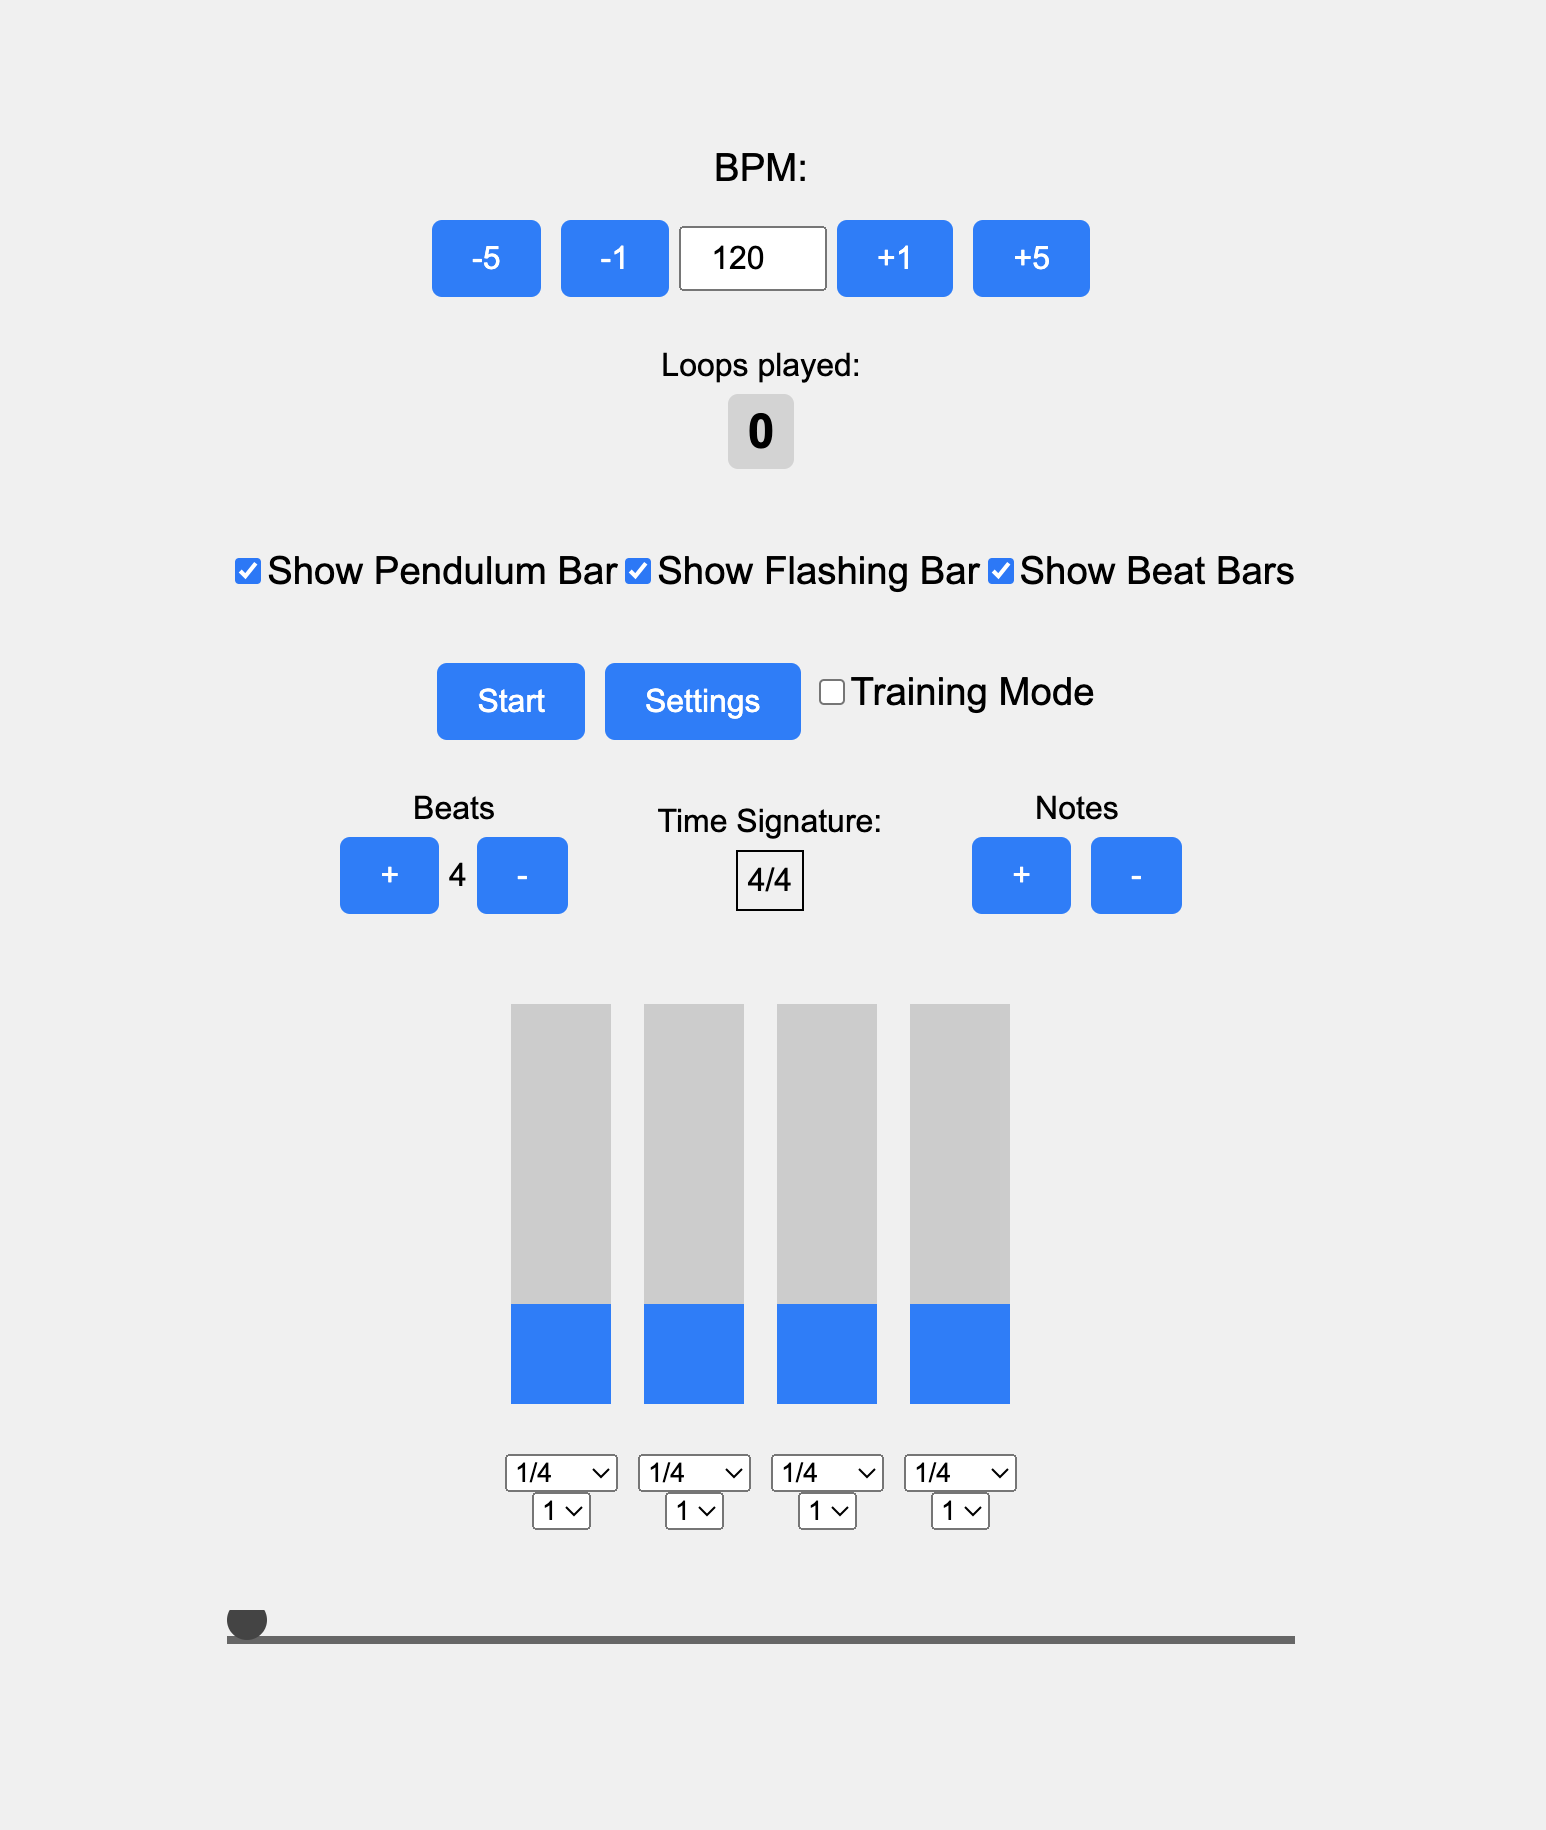 BPM:
-5 -1 120 +1 +5
Loops played:
0
Show Pendulum Bar Show Flashing Bar Show Beat Bars
Start Settings Training Mode
Beats Time Signature: Notes
+ 4 - 4/4 + -
1/4 1/4 1/4 1/4
1 1 1 1